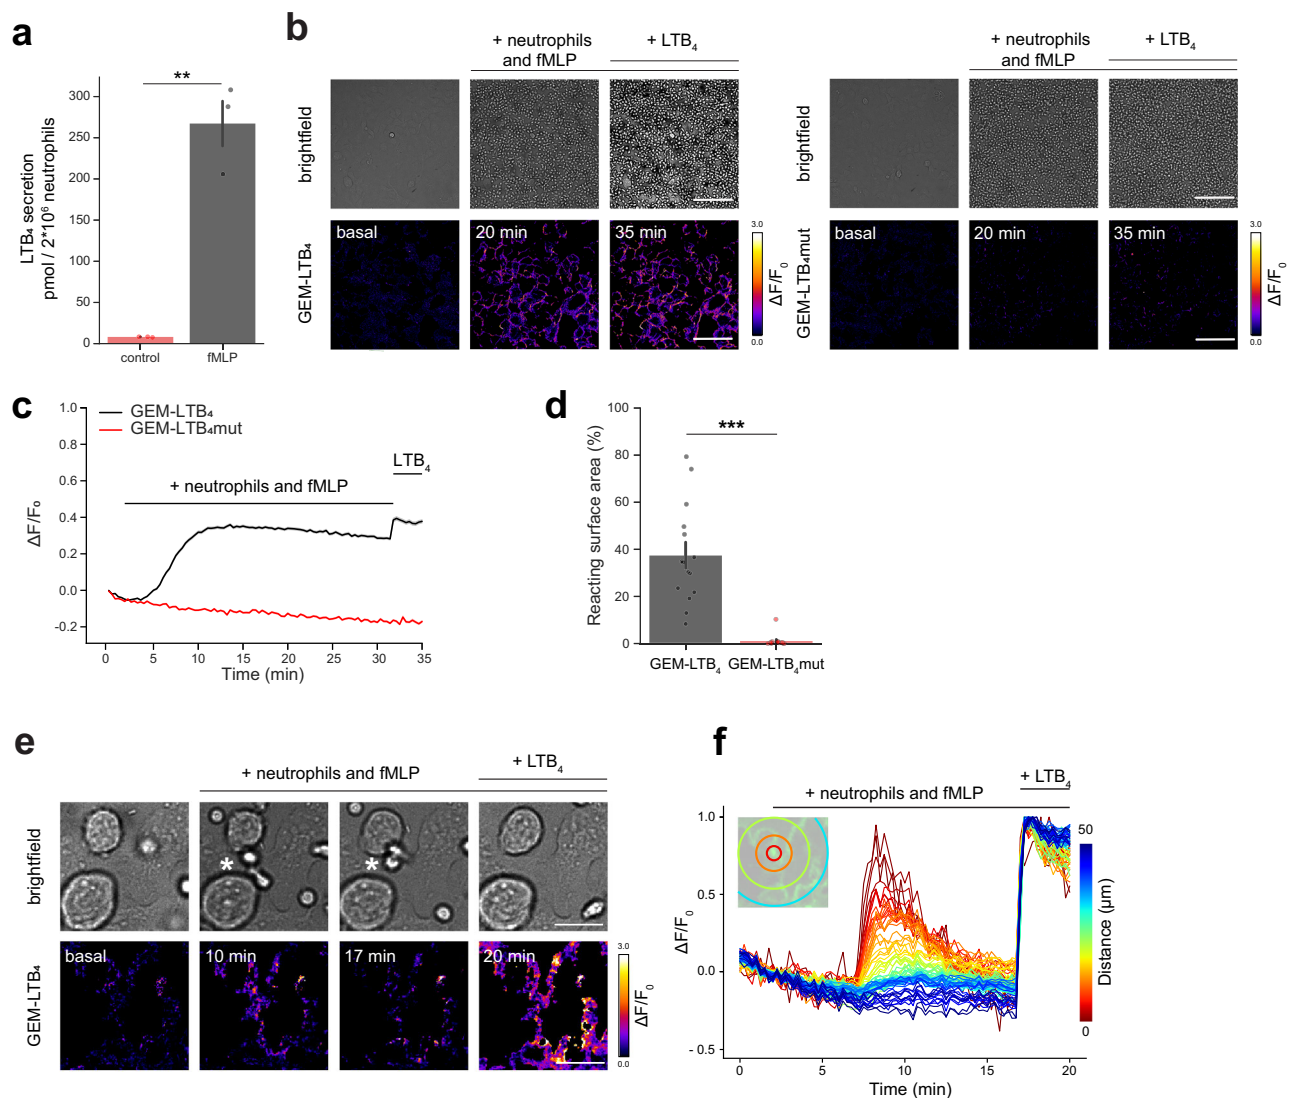 a
LTB₄ secretion
pmol / 2*10⁶ neutrophils
300
250
200
150
100
50
0
**
control
fMLP
b
+ neutrophils
and fMLP
+ LTB₄
brightfield
GEM-LTB₄
basal
20 min
35 min
3.0
0.0
ΔF/F₀
+ neutrophils
and fMLP
+ LTB₄
brightfield
GEM-LTB₄mut
basal
20 min
35 min
3.0
0.0
ΔF/F₀
c
GEM-LTB₄
GEM-LTB₄mut
+ neutrophils and fMLP
LTB₄
ΔF/F₀
1.0
0.8
0.6
0.4
0.2
0.0
-0.2
0
5
10
15
20
25
30
35
Time (min)
d
Reacting surface area (%)
100
80
60
40
20
0
***
GEM-LTB₄
GEM-LTB₄mut
e
+ neutrophils and fMLP
+ LTB₄
brightfield
*
*
GEM-LTB₄
basal
10 min
17 min
20 min
3.0
0.0
ΔF/F₀
f
+ neutrophils and fMLP
+ LTB₄
ΔF/F₀
1.0
0.5
0.0
- 0.5
0
5
10
15
20
Time (min)
50
0
Distance (µm)